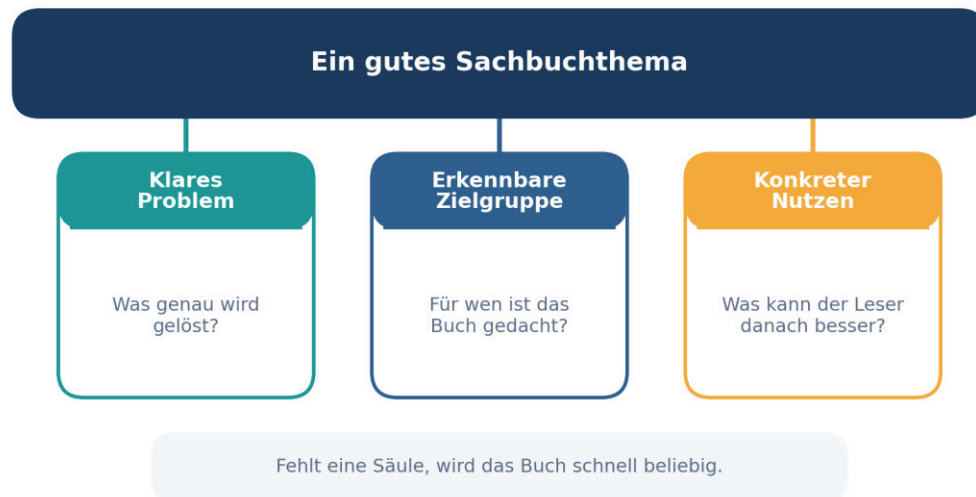 Ein gutes Sachbuchthema
Klares
Problem
Was genau wird
gelöst?
Erkennbare
Zielgruppe
Für wen ist das
Buch gedacht?
Konkreter
Nutzen
Was kann der Leser
danach besser?
Fehlt eine Säule, wird das Buch schnell beliebig.